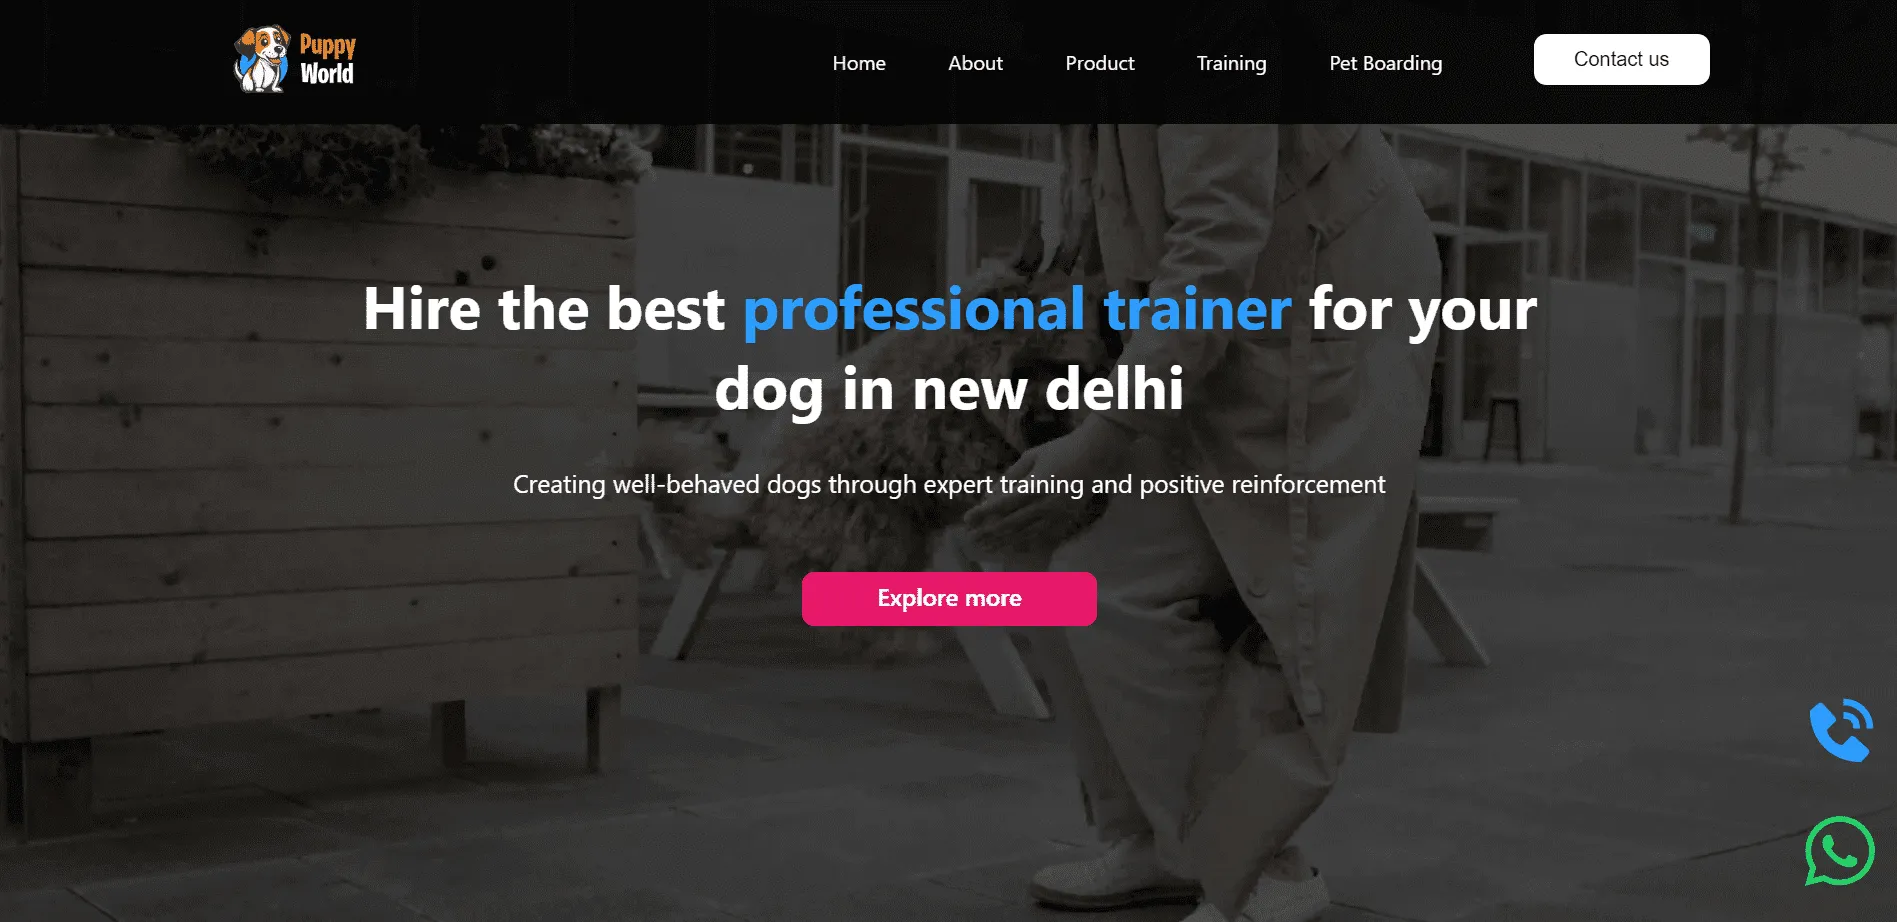 Puppy
World
Home
About
Product
Training
Pet Boarding
Contact us
Hire the best professional trainer for your
dog in new delhi
Creating well-behaved dogs through expert training and positive reinforcement
Explore more